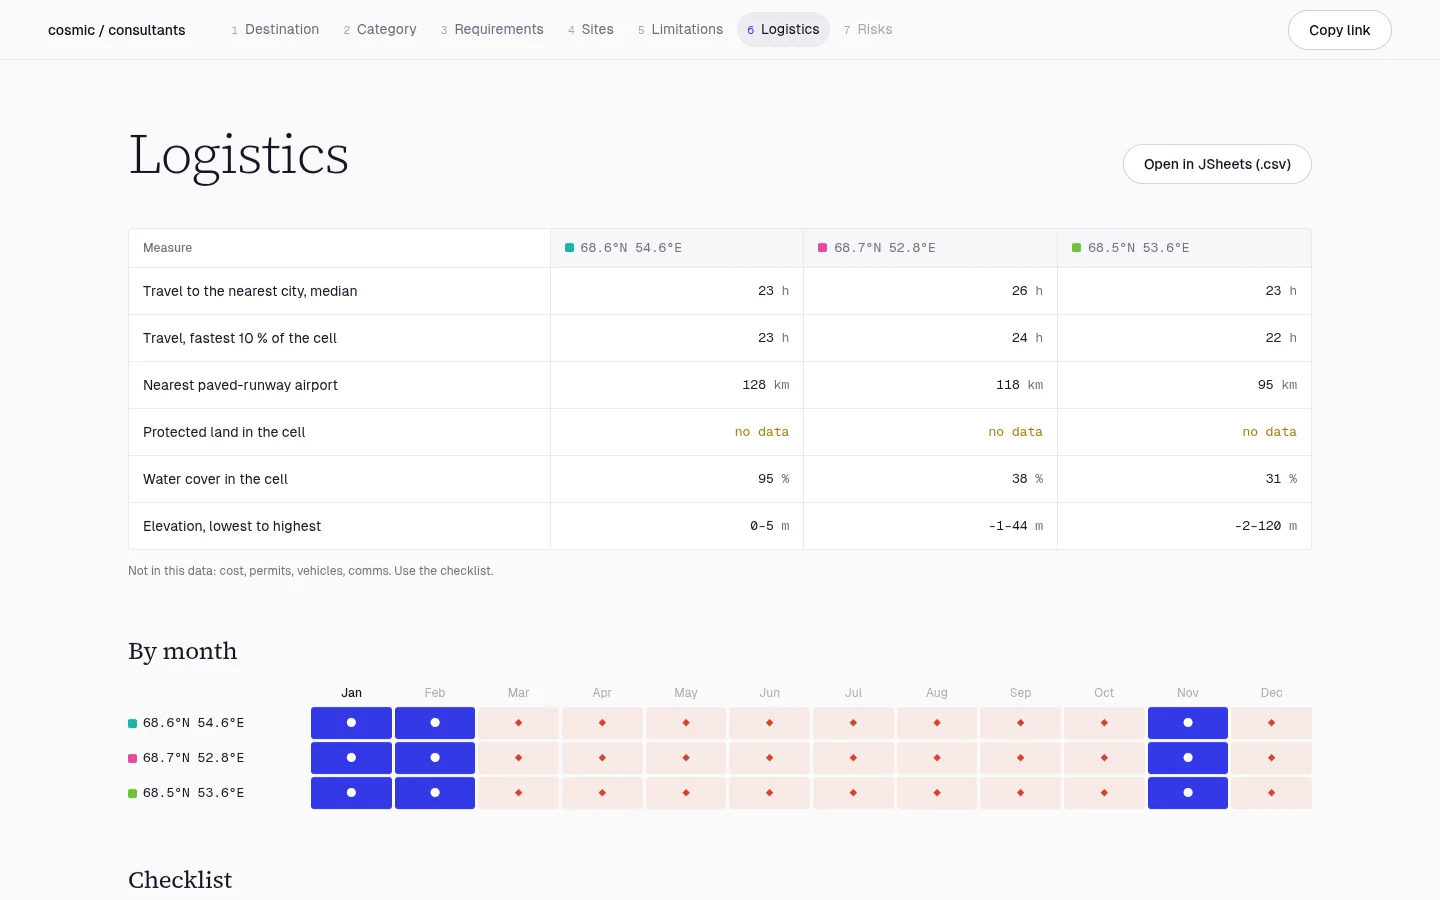 cosmic / consultants 1 Destination 2 Category 3 Requirements 4 Sites 5 Limitations 6 Logistics 7 Risks Copy link
Logistics
Open in JSheets (.csv)
Measure 68.6°N 54.6°E 68.7°N 52.8°E 68.5°N 53.6°E
Travel to the nearest city, median 23 h 26 h 23 h
Travel, fastest 10 % of the cell 23 h 24 h 22 h
Nearest paved-runway airport 128 km 118 km 95 km
Protected land in the cell no data no data no data
Water cover in the cell 95 % 38 % 31 %
Elevation, lowest to highest 0–5 m -1–44 m -2–120 m
Not in this data: cost, permits, vehicles, comms. Use the checklist.
By month
Jan Feb Mar Apr May Jun Jul Aug Sep Oct Nov Dec
68.6°N 54.6°E
68.7°N 52.8°E
68.5°N 53.6°E
Checklist